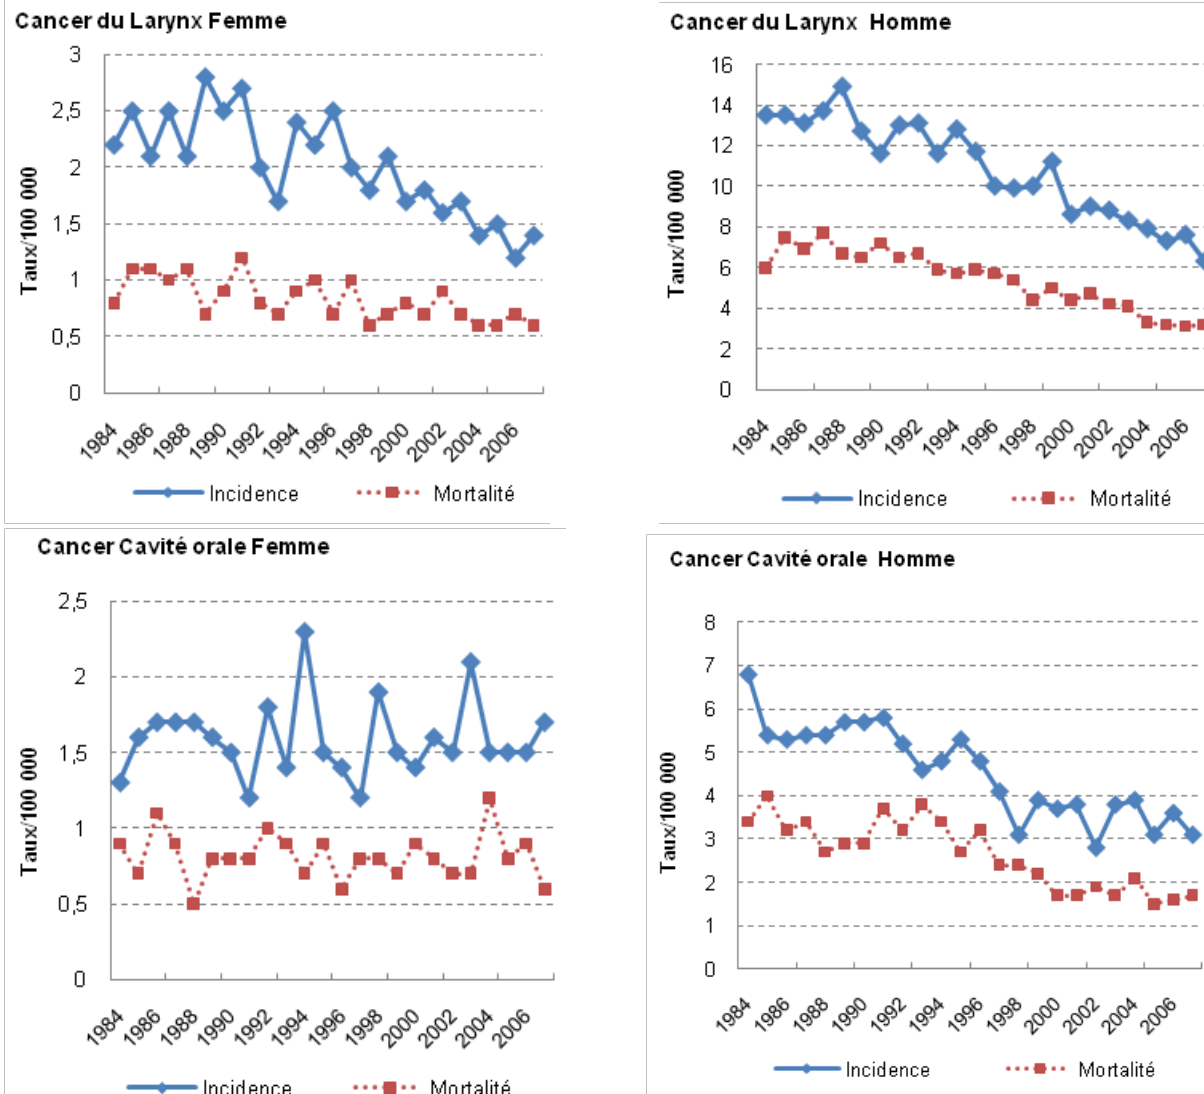 Cancer du Larynx Femme
3
2,5
2
1,5
1
0,5
0
Taux/100 000
1984 1986 1988 1990 1992 1994 1996 1998 2000 2002 2004 2006
Incidence Mortalité
Cancer du Larynx Homme
16
14
12
10
8
6
4
2
0
Taux/100 000
1984 1986 1988 1990 1992 1994 1996 1998 2000 2002 2004 2006
Incidence Mortalité
Cancer Cavité orale Femme
2,5
2
1,5
1
0,5
0
Taux/100 000
1984 1986 1988 1990 1992 1994 1996 1998 2000 2002 2004 2006
Incidence Mortalité
Cancer Cavité orale Homme
8
7
6
5
4
3
2
1
0
Taux/100 000
1984 1986 1988 1990 1992 1994 1996 1998 2000 2002 2004 2006
Incidence Mortalité